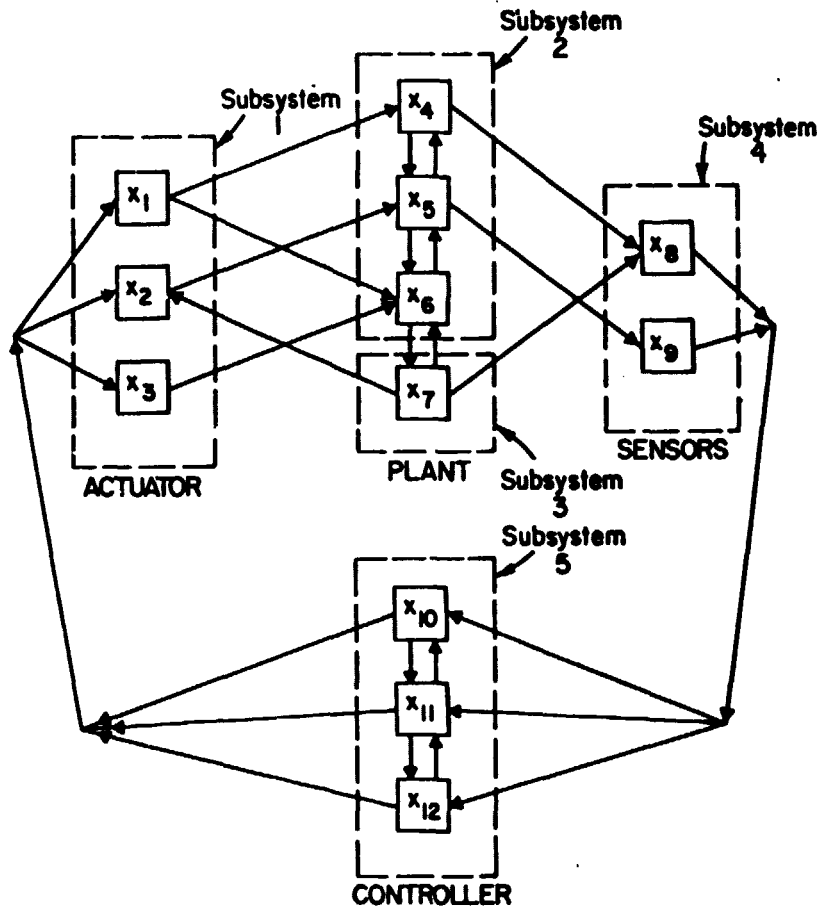 Subsystem
2
Subsystem
1
Subsystem
4
X4
X1
X5
X8
X2
X6
X9
X3
X7
SENSORS
PLANT
ACTUATOR
Subsystem
3
Subsystem
5
X10
X11
X12
CONTROLLER